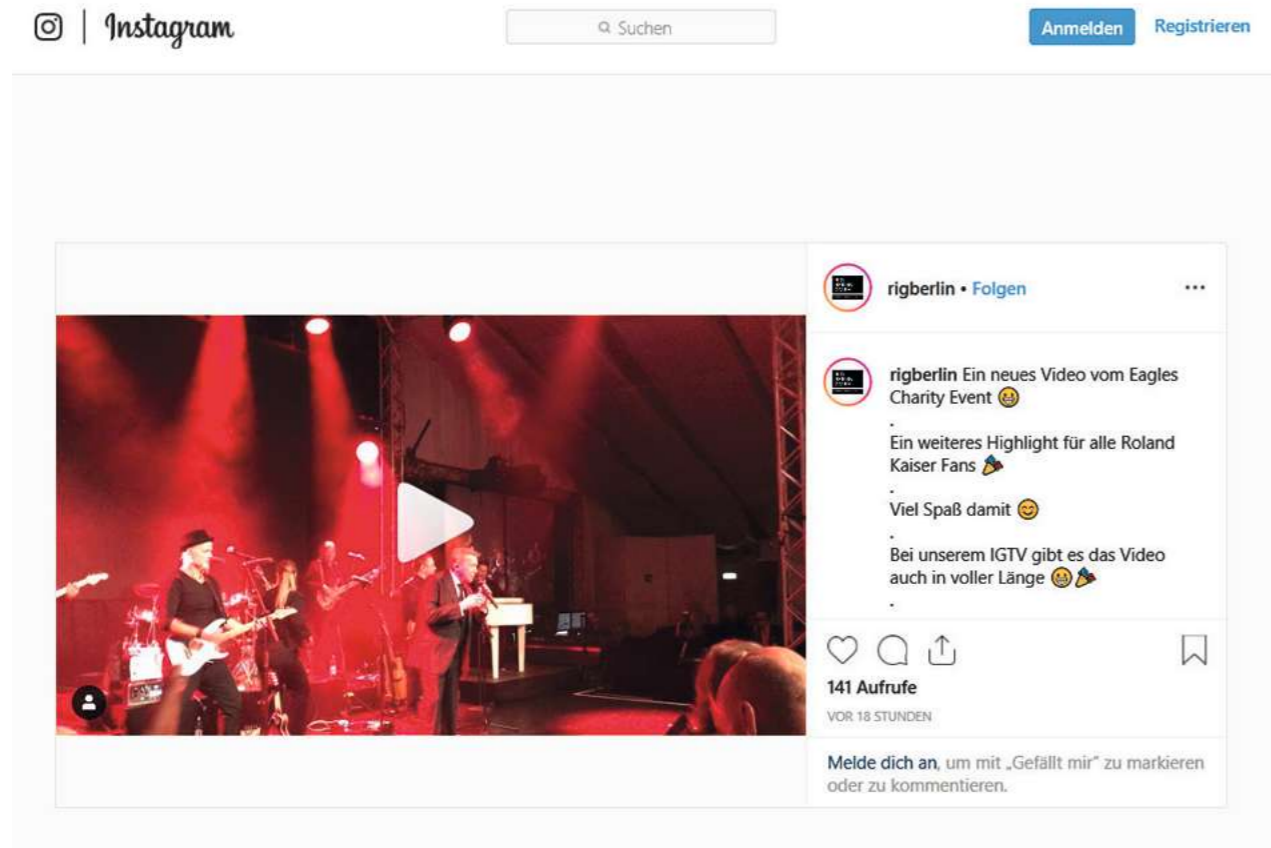 Instagram
Suchen
Anmelden
Registrieren
rigberlin • Folgen
rigberlin Ein neues Video vom Eagles
Charity Event 😁
.
Ein weiteres Highlight für alle Roland
Kaiser Fans 🎉
.
Viel Spaß damit 😊
.
Bei unserem IGTV gibt es das Video
auch in voller Länge 😁🎉
.
141 Aufrufe
VOR 18 STUNDEN
Melde dich an, um mit „Gefällt mir“ zu markieren
oder zu kommentieren.